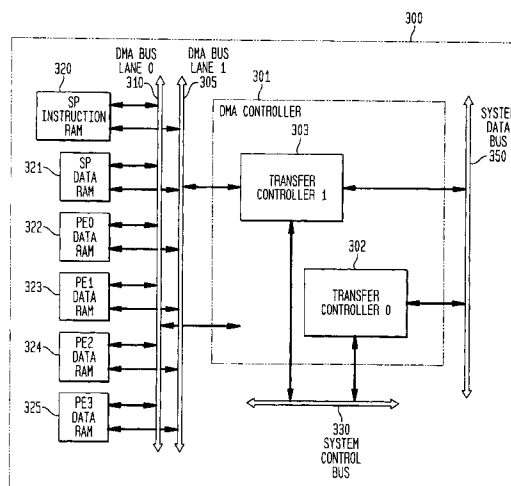 300
DMA BUS
LANE 0
310
DMA BUS
LANE 1
305
320
SP
INSTRUCTION
RAM
321
SP
DATA
RAM
322
PE0
DATA
RAM
323
PE1
DATA
RAM
324
PE2
DATA
RAM
325
PE3
DATA
RAM
301
DMA CONTROLLER
303
TRANSFER
CONTROLLER 1
302
TRANSFER
CONTROLLER 0
SYSTEM
DATA
BUS
350
330
SYSTEM
CONTROL
BUS